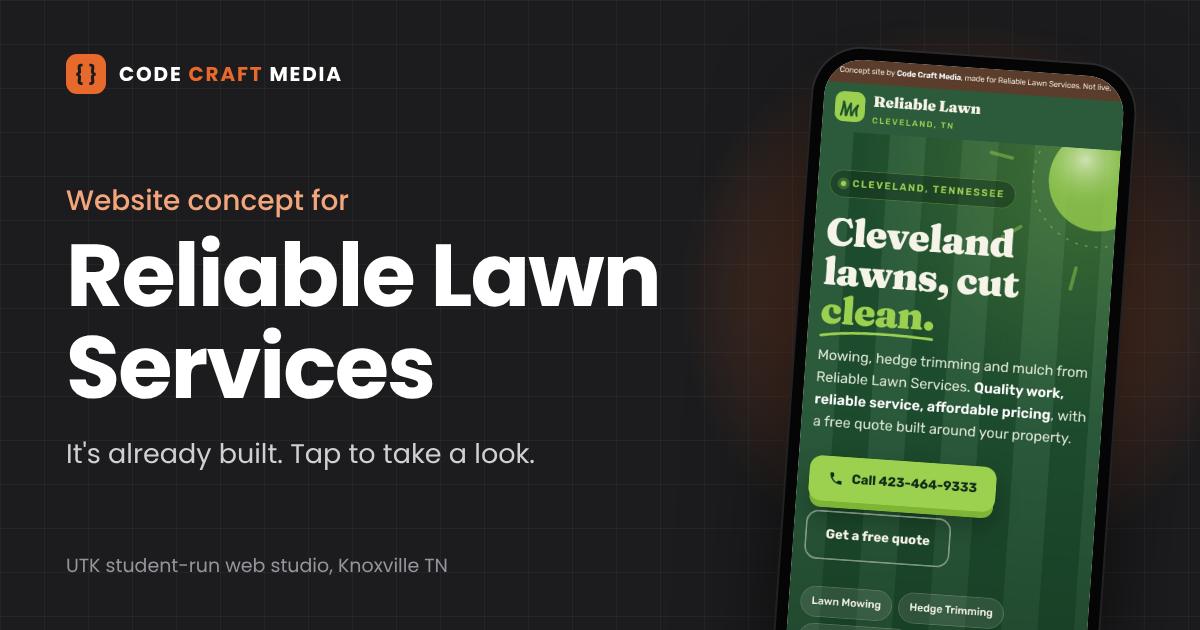 { } CODE CRAFT MEDIA
Website concept for
Reliable Lawn
Services
It's already built. Tap to take a look.
UTK student-run web studio, Knoxville TN
Concept site by Code Craft Media, made for Reliable Lawn Services. Not live.
Reliable Lawn
CLEVELAND, TN
CLEVELAND, TENNESSEE
Cleveland
lawns, cut
clean.
Mowing, hedge trimming and mulch from
Reliable Lawn Services. Quality work,
reliable service, affordable pricing, with
a free quote built around your property.
Call 423-464-9333
Get a free quote
Lawn Mowing Hedge Trimming